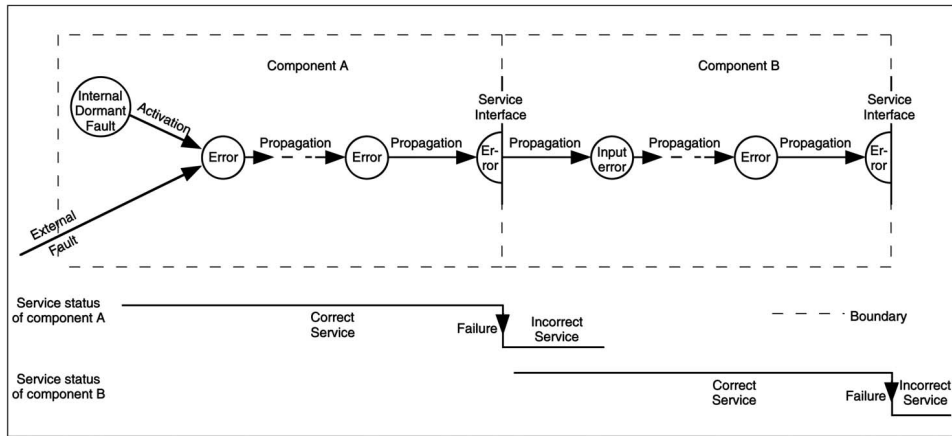 Component A
Component B
Internal
Dormant
Fault
Activation
Service
Interface
Service
Interface
Error
Propagation
Error
Propagation
Er-
ror
Propagation
Input
error
Propagation
Error
Propagation
Er-
ror
External
Fault
Service status
of component A
Correct
Service
Failure
Incorrect
Service
Boundary
Service status
of component B
Correct
Service
Failure
Incorrect
Service